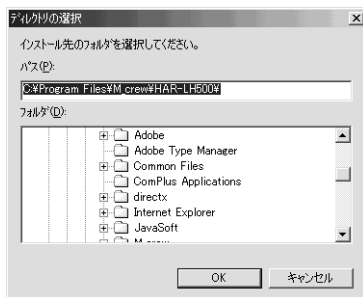 ディレクトリの選択
インストール先のフォルダを選択してください。
パス(P):
C:¥Program Files¥M_crew¥HAR-LH500¥
フォルダ(D):
Adobe
Adobe Type Manager
Common Files
ComPlus Applications
directx
Internet Explorer
JavaSoft
M_crew
OK キャンセル